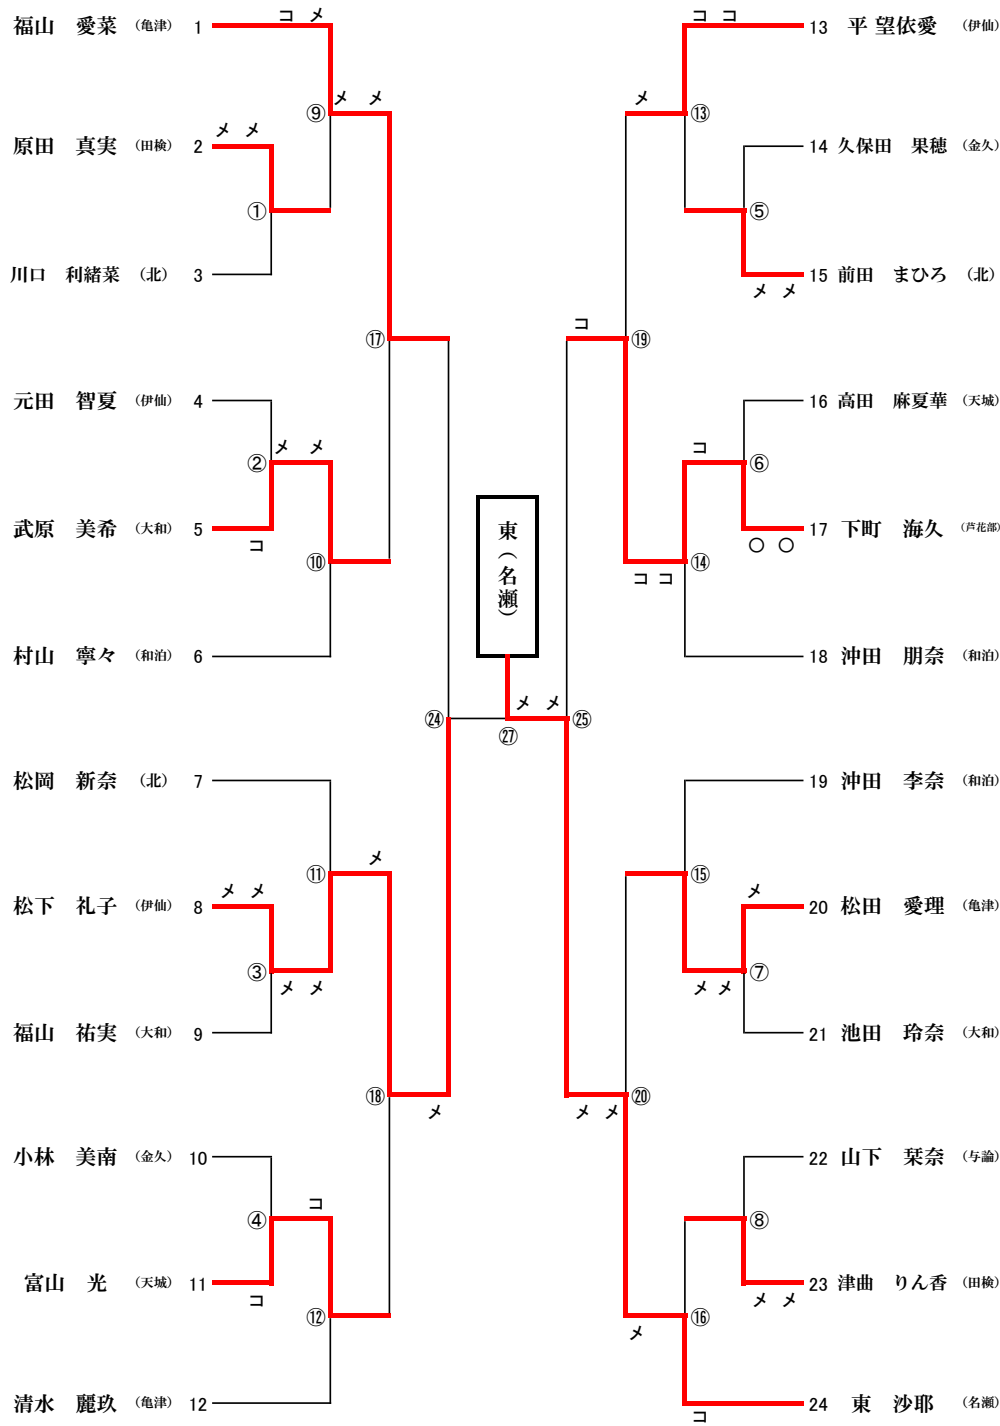 福山　愛菜 （亀津） 1
コ メ
⑨ メ メ
原田　真実 （田検） 2
メ メ
①
川口　利緒菜 （北） 3
⑰
元田　智夏 （伊仙） 4
② メ メ
武原　美希 （大和） 5
コ
⑩
村山　寧々 （和泊） 6
㉔
松岡　新奈 （北） 7
⑪ メ
松下　礼子 （伊仙） 8
メ メ
③ メ メ
福山　祐実 （大和） 9
⑱ メ
小林　美南 （金久） 10
④ コ
富山　光 （天城） 11
コ
⑫
清水　麗玖 （亀津） 12
東（名瀬）
㉗ メ メ ㉕
コ コ
13 平 望依愛 （伊仙）
メ ⑬
14 久保田　果穂 （金久）
⑤
15 前田　まひろ （北）
メ メ
コ ⑲
16 高田　麻夏華 （天城）
コ ⑥
17 下町　海久 （芦花部）
〇 〇
コ コ ⑭
18 沖田　朋奈 （和泊）
19 沖田　李奈 （和泊）
⑮ メ
20 松田　愛理 （亀津）
メ メ ⑦
21 池田　玲奈 （大和）
メ メ ⑳
22 山下　栞奈 （与論）
⑧
23 津曲　りん香 （田検）
メ メ
メ ⑯
24 東　沙耶 （名瀬）
コ